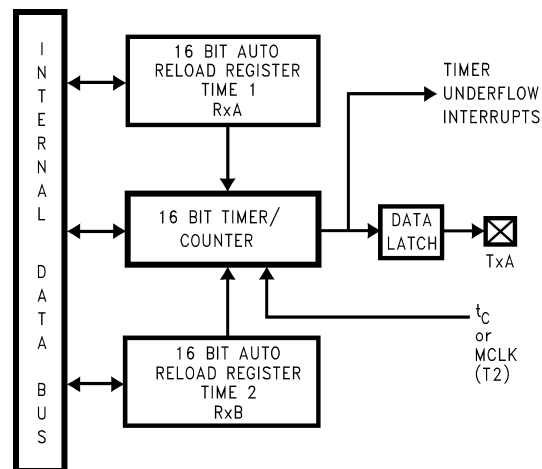 INTERNAL DATA BUS
16 BIT AUTO
RELOAD REGISTER
TIME 1
RxA
TIMER
UNDERFLOW
INTERRUPTS
16 BIT TIMER/
COUNTER
DATA
LATCH
TxA
tC
or
MCLK
(T2)
16 BIT AUTO
RELOAD REGISTER
TIME 2
RxB